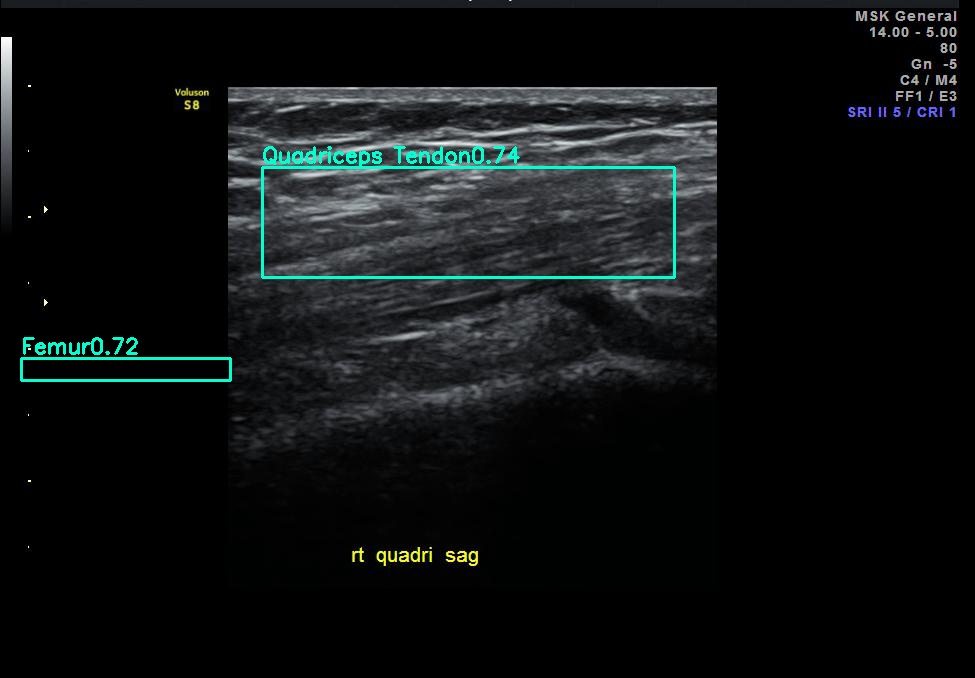 MSK General
14.00 - 5.00
80
Gn -5
C4 / M4
FF1 / E3
SRI II 5 / CRI 1
Voluson
S8
Quadriceps Tendon0.74
Femur0.72
rt quadri sag